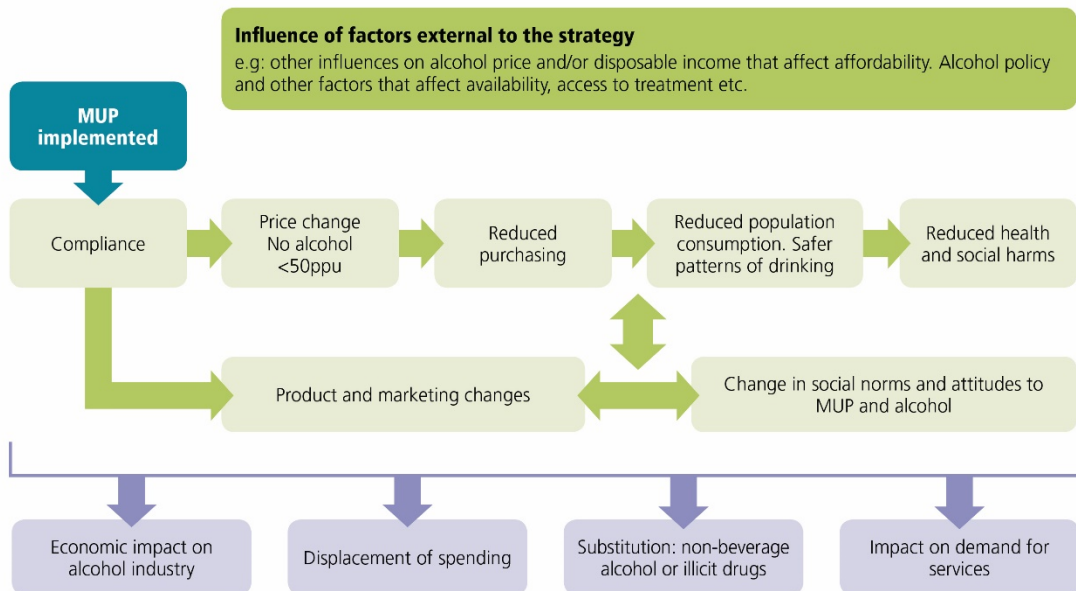 Influence of factors external to the strategy
e.g: other influences on alcohol price and/or disposable income that affect affordability. Alcohol policy
and other factors that affect availability, access to treatment etc.
MUP
implemented
Compliance
Price change
No alcohol
<50ppu
Reduced
purchasing
Reduced population
consumption. Safer
patterns of drinking
Reduced health
and social harms
Product and marketing changes
Change in social norms and attitudes to
MUP and alcohol
Economic impact on
alcohol industry
Displacement of spending
Substitution: non-beverage
alcohol or illicit drugs
Impact on demand for
services